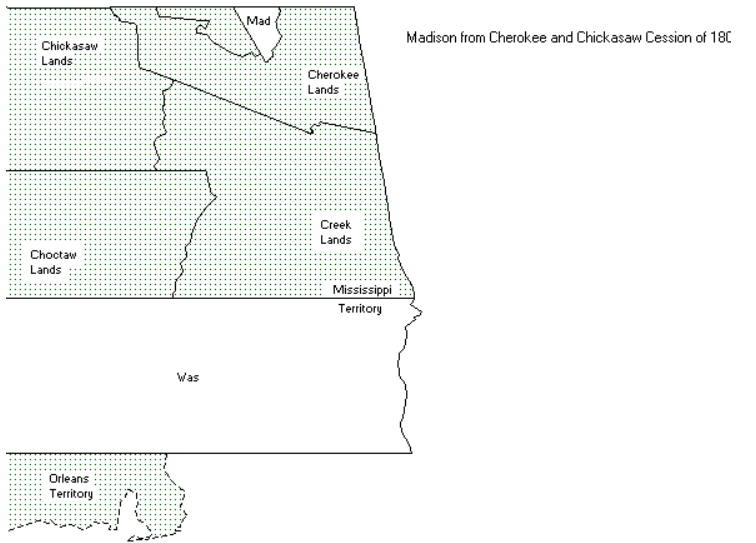 Mad
Madison from Cherokee and Chickasaw Cession of
Chickasaw
Lands
Cherokee
Lands
Creek
Lands
Choctaw
Lands
Mississippi
Territory
Was
Orleans
Territory